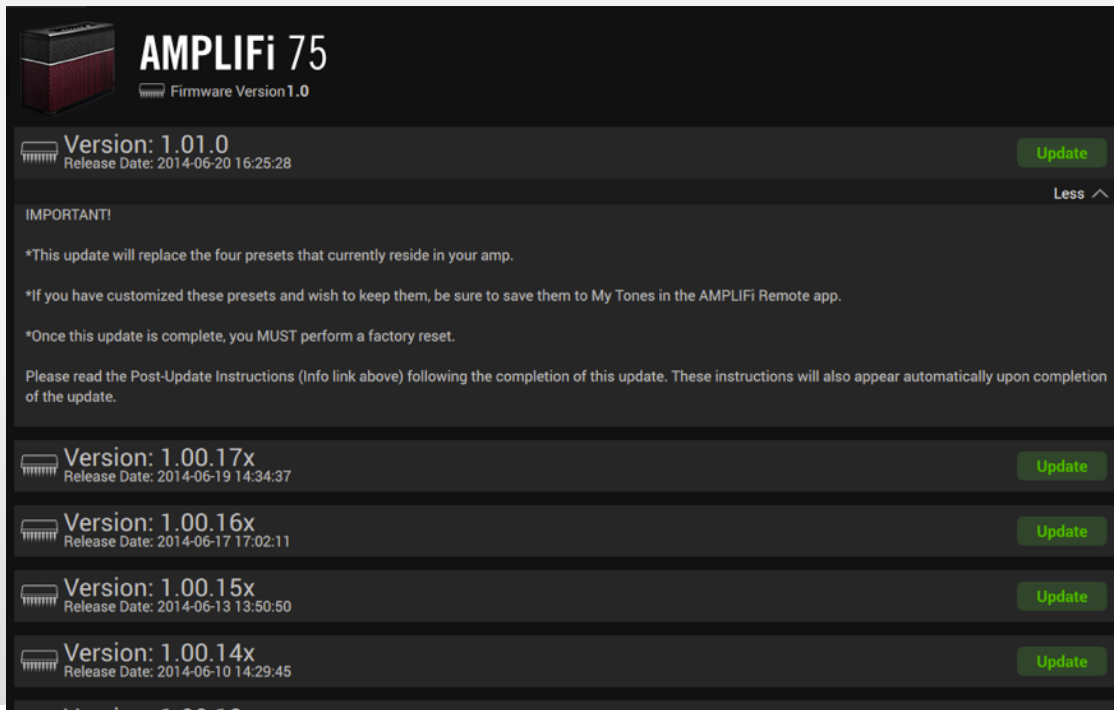 AMPLIFi 75
Firmware Version 1.0
Version: 1.01.0
Release Date: 2014-06-20 16:25:28
Update
Less
IMPORTANT!
*This update will replace the four presets that currently reside in your amp.
*If you have customized these presets and wish to keep them, be sure to save them to My Tones in the AMPLIFi Remote app.
*Once this update is complete, you MUST perform a factory reset.
Please read the Post-Update Instructions (Info link above) following the completion of this update. These instructions will also appear automatically upon completion
of the update.
Version: 1.00.17x
Release Date: 2014-06-19 14:34:37
Update
Version: 1.00.16x
Release Date: 2014-06-17 17:02:11
Update
Version: 1.00.15x
Release Date: 2014-06-13 13:50:50
Update
Version: 1.00.14x
Release Date: 2014-06-10 14:29:45
Update